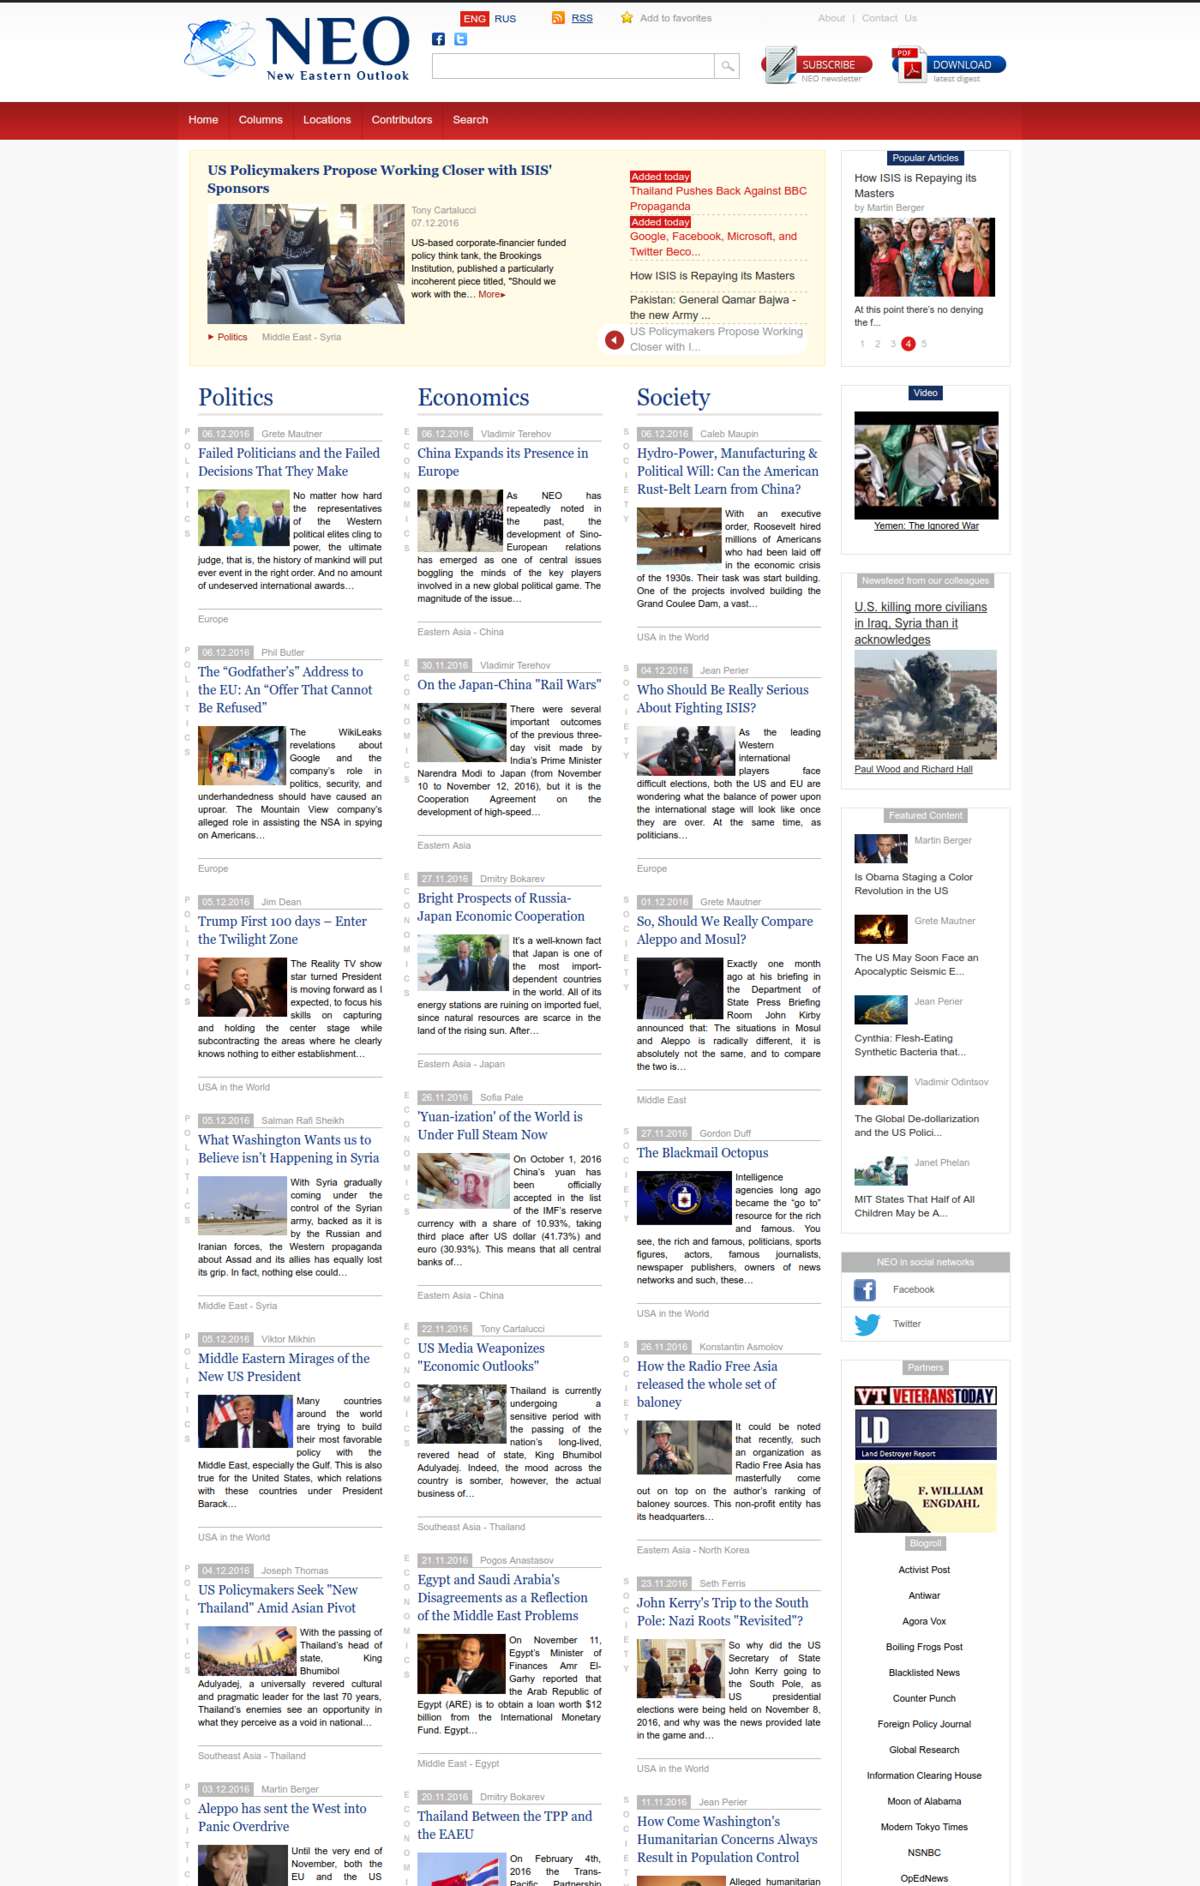 ENG RUS RSS Add to favorites About | Contact Us
NEO
New Eastern Outlook
SUBSCRIBE
NEO newsletter
PDF
DOWNLOAD
latest digest
Home Columns Locations Contributors Search
US Policymakers Propose Working Closer with ISIS'
Sponsors
Tony Cartalucci
07.12.2016
US-based corporate-financier funded
policy think tank, the Brookings
Institution, published a particularly
incoherent piece titled, "Should we
work with the… More▸
Politics Middle East - Syria
Added today
Thailand Pushes Back Against BBC
Propaganda
Added today
Google, Facebook, Microsoft, and
Twitter Beco...
How ISIS is Repaying its Masters
Pakistan: General Qamar Bajwa -
the new Army ...
US Policymakers Propose Working
Closer with I...
Politics
POLITICS
06.12.2016 Grete Mautner
Failed Politicians and the Failed
Decisions That They Make
No matter how hard
the representatives
of the Western
political elites cling to
power, the ultimate
judge, that is, the history of mankind will put
ever event in the right order. And no amount
of undeserved international awards…
Europe
POLITICS
06.12.2016 Phil Butler
The “Godfather’s” Address to
the EU: An “Offer That Cannot
Be Refused”
The WikiLeaks
revelations about
Google and the
company’s role in
politics, security, and
underhandedness should have caused an
uproar. The Mountain View company’s
alleged role in assisting the NSA in spying
on Americans…
Europe
POLITICS
05.12.2016 Jim Dean
Trump First 100 days – Enter
the Twilight Zone
The Reality TV show
star turned President
is moving forward as I
expected, to focus his
skills on capturing
and holding the center stage while
subcontracting the areas where he clearly
knows nothing to either establishment…
USA in the World
POLITICS
05.12.2016 Salman Rafi Sheikh
What Washington Wants us to
Believe isn’t Happening in Syria
With Syria gradually
coming under the
control of the Syrian
army, backed as it is
by the Russian and
Iranian forces, the Western propaganda
about Assad and its allies has equally lost
its grip. In fact, nothing else could…
Middle East - Syria
POLITICS
05.12.2016 Viktor Mikhin
Middle Eastern Mirages of the
New US President
Many countries
around the world
are trying to build
their most favorable
policy with the
Middle East, especially the Gulf. This is also
true for the United States, which relations
with these countries under President
Barack…
USA in the World
POLITICS
04.12.2016 Joseph Thomas
US Policymakers Seek "New
Thailand" Amid Asian Pivot
With the passing of
Thailand’s head of
state, King
Bhumibol
Adulyadej, a universally revered cultural
and pragmatic leader for the last 70 years,
Thailand’s enemies see an opportunity in
what they perceive as a void in national…
Southeast Asia - Thailand
POLITIC
03.12.2016 Martin Berger
Aleppo has sent the West into
Panic Overdrive
Until the very end of
November, both the
EU and the US
Economics
ECONOMICS
06.12.2016 Vladimir Terehov
China Expands its Presence in
Europe
As NEO has
repeatedly noted in
the past, the
development of Sino-
European relations
has emerged as one of central issues
boggling the minds of the key players
involved in a new global political game. The
magnitude of the issue…
Eastern Asia - China
ECONOMICS
30.11.2016 Vladimir Terehov
On the Japan-China "Rail Wars"
There were several
important outcomes
of the previous three-
day visit made by
India’s Prime Minister
Narendra Modi to Japan (from November
10 to November 12, 2016), but it is the
Cooperation Agreement on the
development of high-speed…
Eastern Asia
ECONOMICS
27.11.2016 Dmitry Bokarev
Bright Prospects of Russia-
Japan Economic Cooperation
It’s a well-known fact
that Japan is one of
the most import-
dependent countries
in the world. All of its
energy stations are ruining on imported fuel,
since natural resources are scarce in the
land of the rising sun. After…
Eastern Asia - Japan
ECONOMICS
26.11.2016 Sofia Pale
'Yuan-ization' of the World is
Under Full Steam Now
On October 1, 2016
China’s yuan has
been officially
accepted in the list
of the IMF’s reserve
currency with a share of 10.93%, taking
third place after US dollar (41.73%) and
euro (30.93%). This means that all central
banks of…
Eastern Asia - China
ECONOMICS
22.11.2016 Tony Cartalucci
US Media Weaponizes
"Economic Outlooks"
Thailand is currently
undergoing a
sensitive period with
the passing of the
nation’s long-lived,
revered head of state, King Bhumibol
Adulyadej. Indeed, the mood across the
country is somber, however, the actual
business of…
Southeast Asia - Thailand
ECONOMICS
21.11.2016 Pogos Anastasov
Egypt and Saudi Arabia's
Disagreements as a Reflection
of the Middle East Problems
On November 11,
Egypt’s Minister of
Finances Amr El-
Garhy reported that
the Arab Republic of
Egypt (ARE) is to obtain a loan worth $12
billion from the International Monetary
Fund. Egypt…
Middle East - Egypt
ECONOM
20.11.2016 Dmitry Bokarev
Thailand Between the TPP and
the EAEU
On February 4th,
2016 the Trans-
Pacific Partnership
Society
SOCIETY
06.12.2016 Caleb Maupin
Hydro-Power, Manufacturing &
Political Will: Can the American
Rust-Belt Learn from China?
With an executive
order, Roosevelt hired
millions of Americans
who had been laid off
in the economic crisis
of the 1930s. Their task was start building.
One of the projects involved building the
Grand Coulee Dam, a vast…
USA in the World
SOCIETY
04.12.2016 Jean Perier
Who Should Be Really Serious
About Fighting ISIS?
As the leading
Western
international
players face
difficult elections, both the US and EU are
wondering what the balance of power upon
the international stage will look like once
they are over. At the same time, as
politicians…
Europe
SOCIETY
01.12.2016 Grete Mautner
So, Should We Really Compare
Aleppo and Mosul?
Exactly one month
ago at his briefing in
the Department of
State Press Briefing
Room John Kirby
announced that: The situations in Mosul
and Aleppo is radically different, it is
absolutely not the same, and to compare
the two is…
Middle East
SOCIETY
27.11.2016 Gordon Duff
The Blackmail Octopus
Intelligence
agencies long ago
became the “go to”
resource for the rich
and famous. You
see, the rich and famous, politicians, sports
figures, actors, famous journalists,
newspaper publishers, owners of news
networks and such, these…
USA in the World
SOCIETY
26.11.2016 Konstantin Asmolov
How the Radio Free Asia
released the whole set of
baloney
It could be noted
that recently, such
an organization as
Radio Free Asia has
masterfully come
out on top on the author’s ranking of
baloney sources. This non-profit entity has
its headquarters…
Eastern Asia - North Korea
SOCIETY
23.11.2016 Seth Ferris
John Kerry's Trip to the South
Pole: Nazi Roots "Revisited"?
So why did the US
Secretary of State
John Kerry going to
the South Pole, as
US presidential
elections were being held on November 8,
2016, and why was the news provided late
in the game and…
USA in the World
SOCIETY
11.11.2016 Jean Perier
How Come Washington's
Humanitarian Concerns Always
Result in Population Control
Alleged humanitarian
Popular Articles
How ISIS is Repaying its
Masters
by Martin Berger
At this point there’s no denying
the f...
1 2 3 4 5
Video
Yemen: The Ignored War
Newsfeed from our colleagues
U.S. killing more civilians
in Iraq, Syria than it
acknowledges
Paul Wood and Richard Hall
Featured Content
Martin Berger
Is Obama Staging a Color
Revolution in the US
Grete Mautner
The US May Soon Face an
Apocalyptic Seismic E...
Jean Perier
Cynthia: Flesh-Eating
Synthetic Bacteria that...
Vladimir Odintsov
The Global De-dollarization
and the US Polici...
Janet Phelan
MIT States That Half of All
Children May be A...
NEO in social networks
Facebook
Twitter
Partners
VT VETERANS TODAY
LD
Land Destroyer Report
F. WILLIAM
ENGDAHL
Blogroll
Activist Post
Antiwar
Agora Vox
Boiling Frogs Post
Blacklisted News
Counter Punch
Foreign Policy Journal
Global Research
Information Clearing House
Moon of Alabama
Modern Tokyo Times
NSNBC
OpEdNews